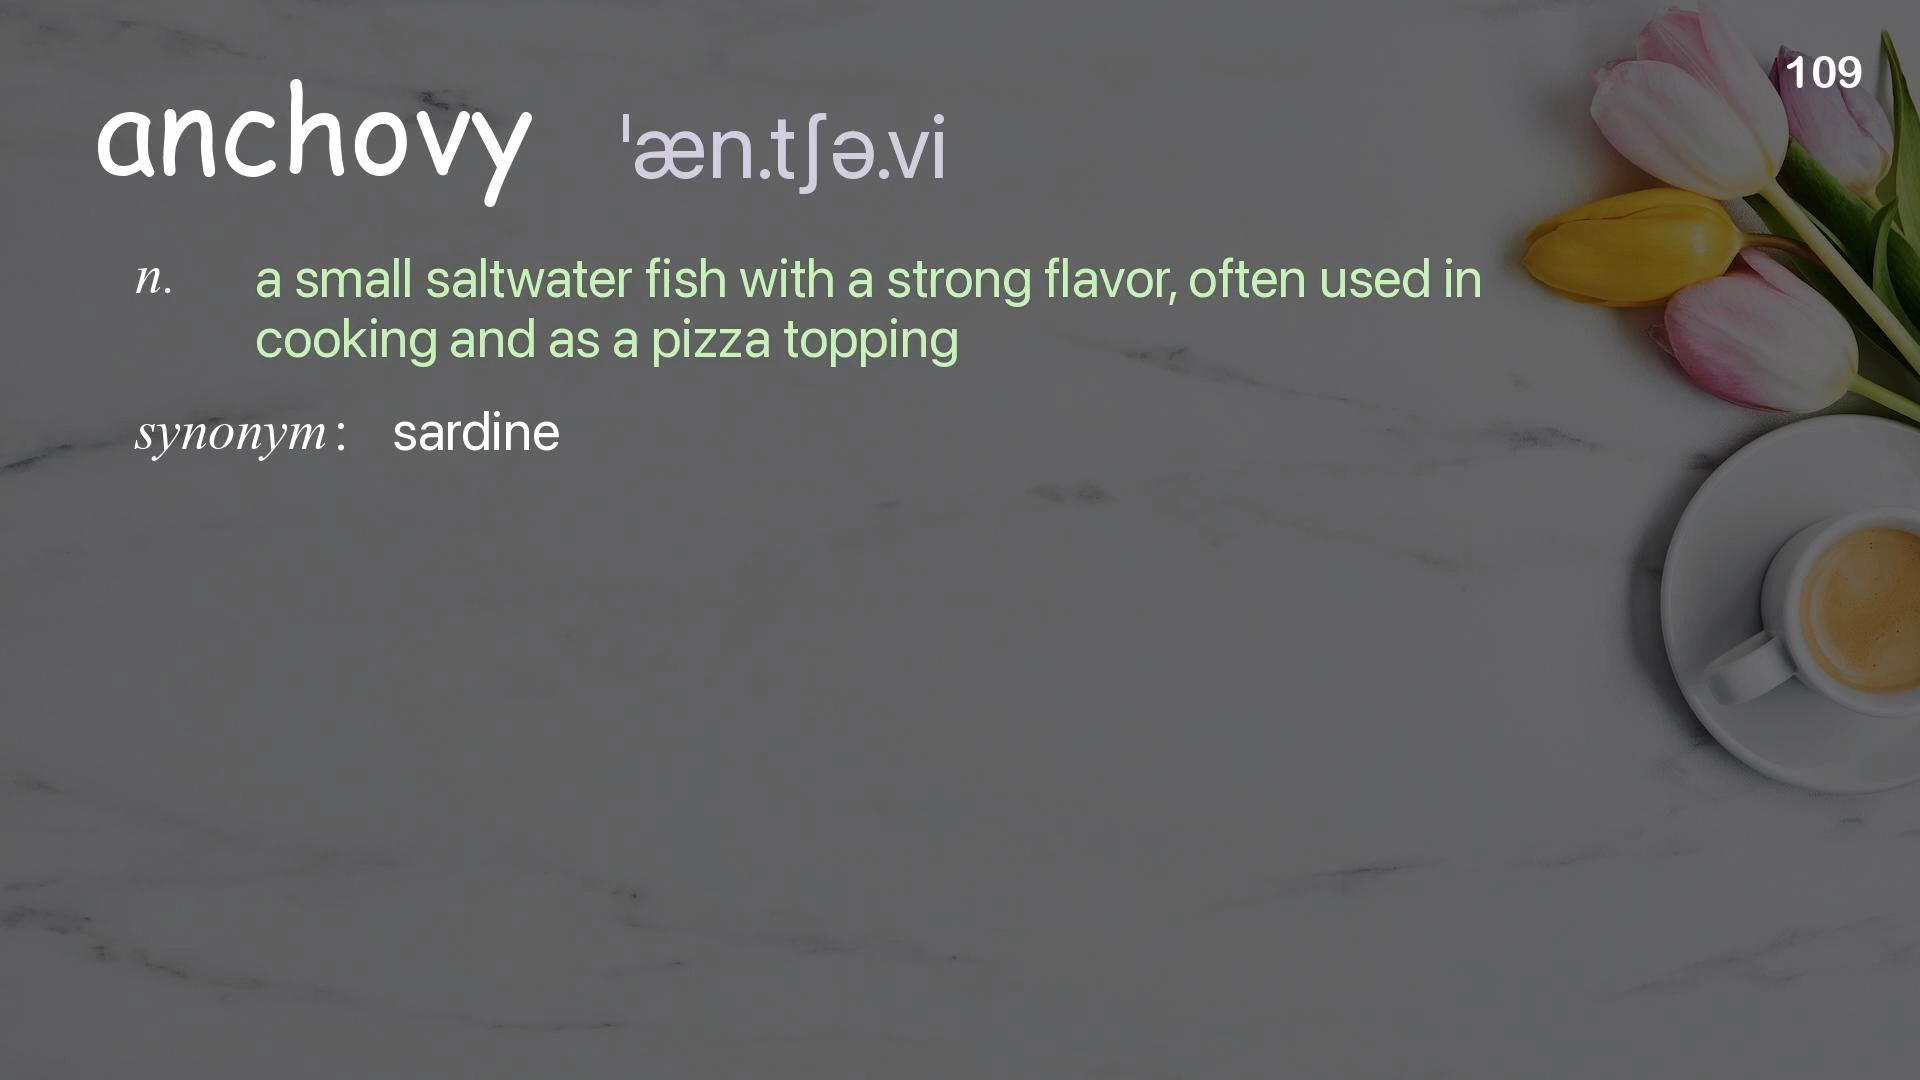 109
anchovy ˈæn.tʃə.vi
n. a small saltwater fish with a strong flavor, often used in
cooking and as a pizza topping
synonym: sardine